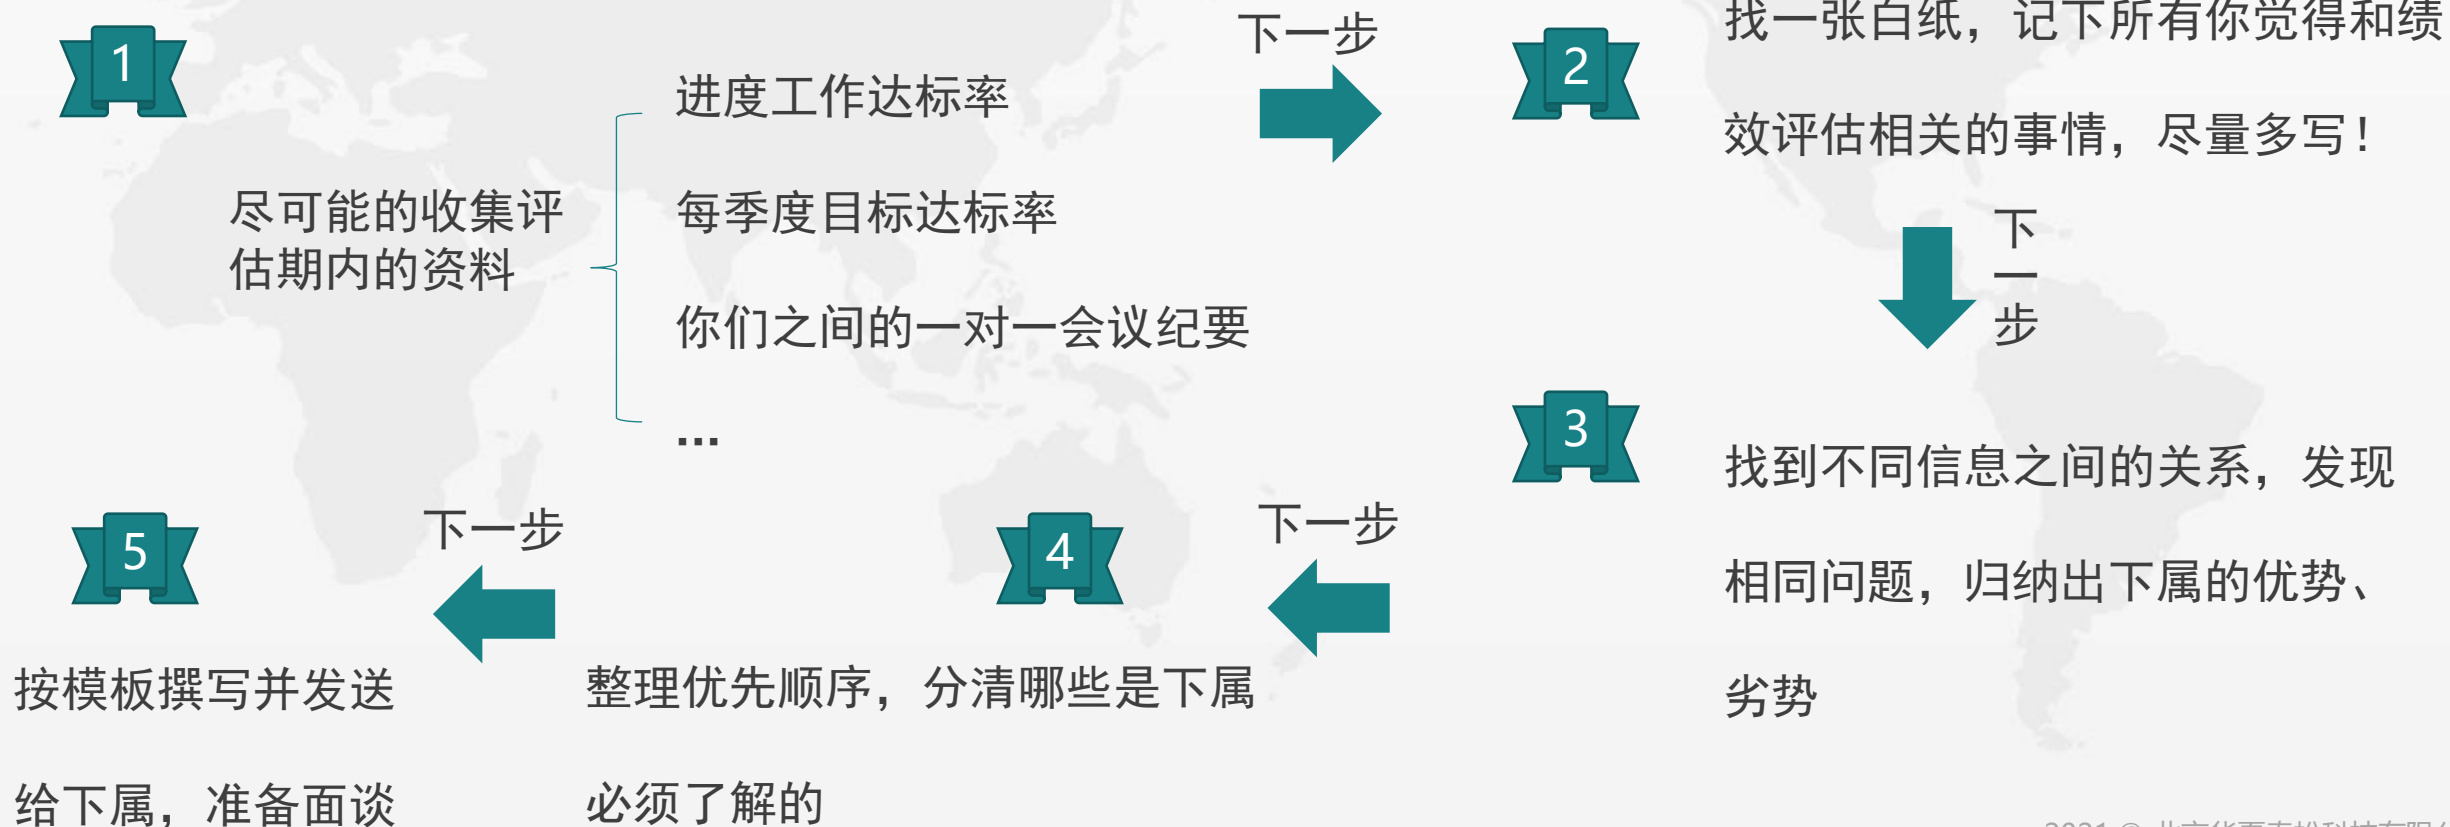 1
尽可能的收集评
估期内的资料
进度工作达标率
每季度目标达标率
你们之间的一对一会议纪要
...
下一步
2
找一张白纸，记下所有你觉得和绩
效评估相关的事情，尽量多写！
下
一
步
3
找到不同信息之间的关系，发现
相同问题，归纳出下属的优势、
劣势
下一步
4
整理优先顺序，分清哪些是下属
必须了解的
下一步
5
按模板撰写并发送
给下属，准备面谈